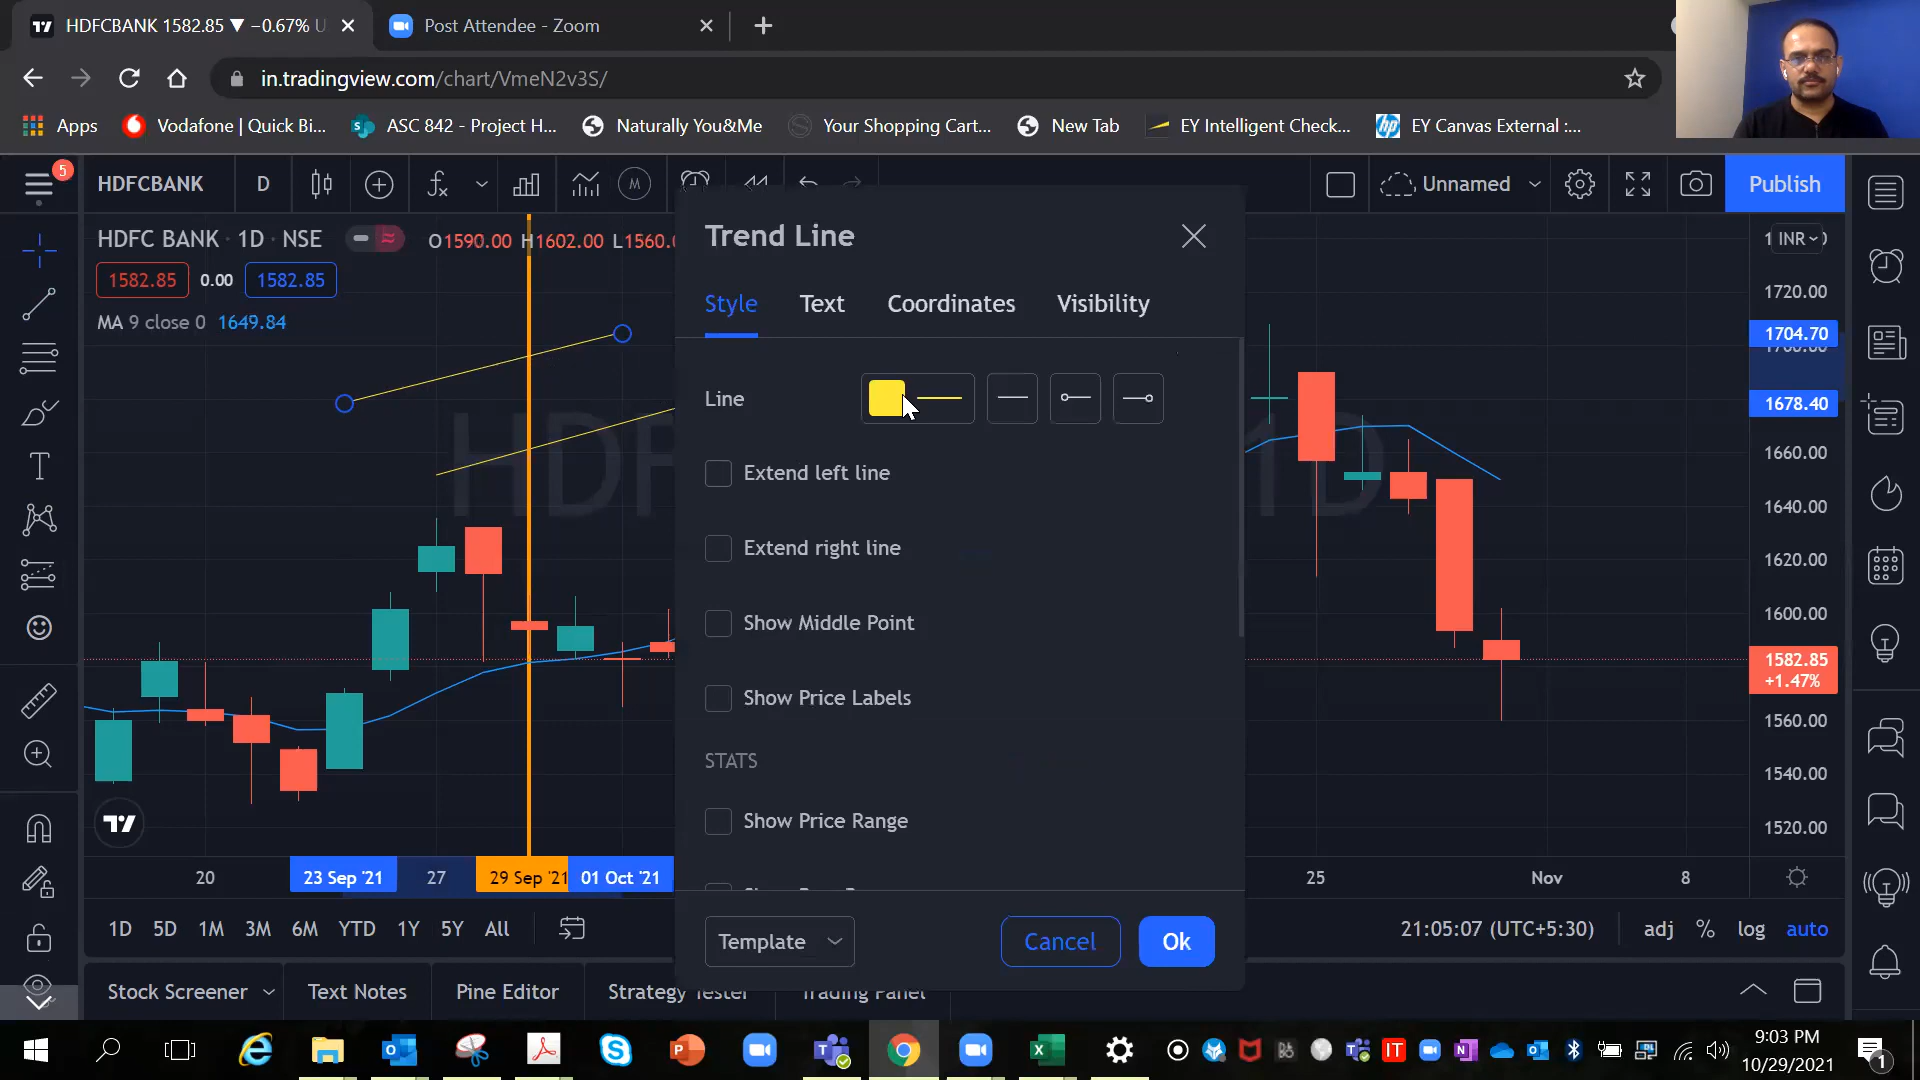 HDFCBANK 1582.85 ▼ −0.67% U
Post Attendee - Zoom
in.tradingview.com/chart/VmeN2v3S/
Apps
Vodafone | Quick Bi...
ASC 842 - Project H...
Naturally You&Me
Your Shopping Cart...
New Tab
EY Intelligent Check...
EY Canvas External :...
5
HDFCBANK
D
M
Unnamed
Publish
HDFC BANK · 1D · NSE
O1590.00 H1602.00 L1560.
1582.85 0.00 1582.85
MA 9 close 0 1649.84
Trend Line
Style
Text
Coordinates
Visibility
Line
Extend left line
Extend right line
Show Middle Point
Show Price Labels
STATS
Show Price Range
Template
Cancel
Ok
INR
1720.00
1704.70
1678.40
1660.00
1640.00
1620.00
1600.00
1582.85
+1.47%
1560.00
1540.00
1520.00
20
23 Sep '21
27
29 Sep '21
01 Oct '21
25
Nov
8
1D 5D 1M 3M 6M YTD 1Y 5Y All
21:05:07 (UTC+5:30)
adj % log auto
Stock Screener
Text Notes
Pine Editor
Strategy Tester
Trading Panel
9:03 PM
10/29/2021
1